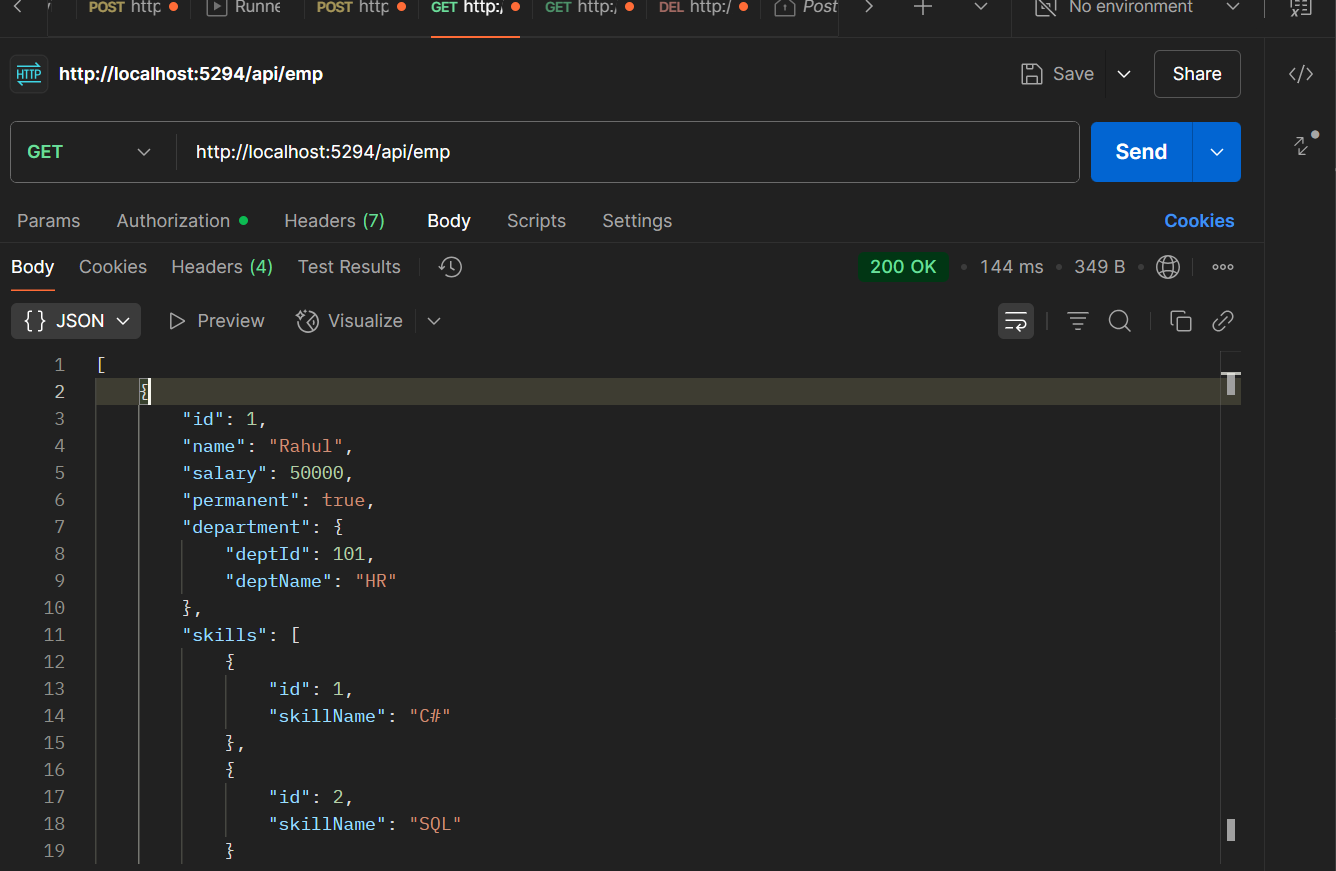 POST http
Runne
POST http
GET http:/
GET http:/
DEL http:/
Post
No environment
HTTP http://localhost:5294/api/emp
Save
Share
GET http://localhost:5294/api/emp
Send
Params Authorization Headers (7) Body Scripts Settings
Cookies
Body Cookies Headers (4) Test Results
200 OK • 144 ms • 349 B •
{} JSON Preview Visualize
1 [
2 {
3 "id": 1,
4 "name": "Rahul",
5 "salary": 50000,
6 "permanent": true,
7 "department": {
8 "deptId": 101,
9 "deptName": "HR"
10 },
11 "skills": [
12 {
13 "id": 1,
14 "skillName": "C#"
15 },
16 {
17 "id": 2,
18 "skillName": "SQL"
19 }